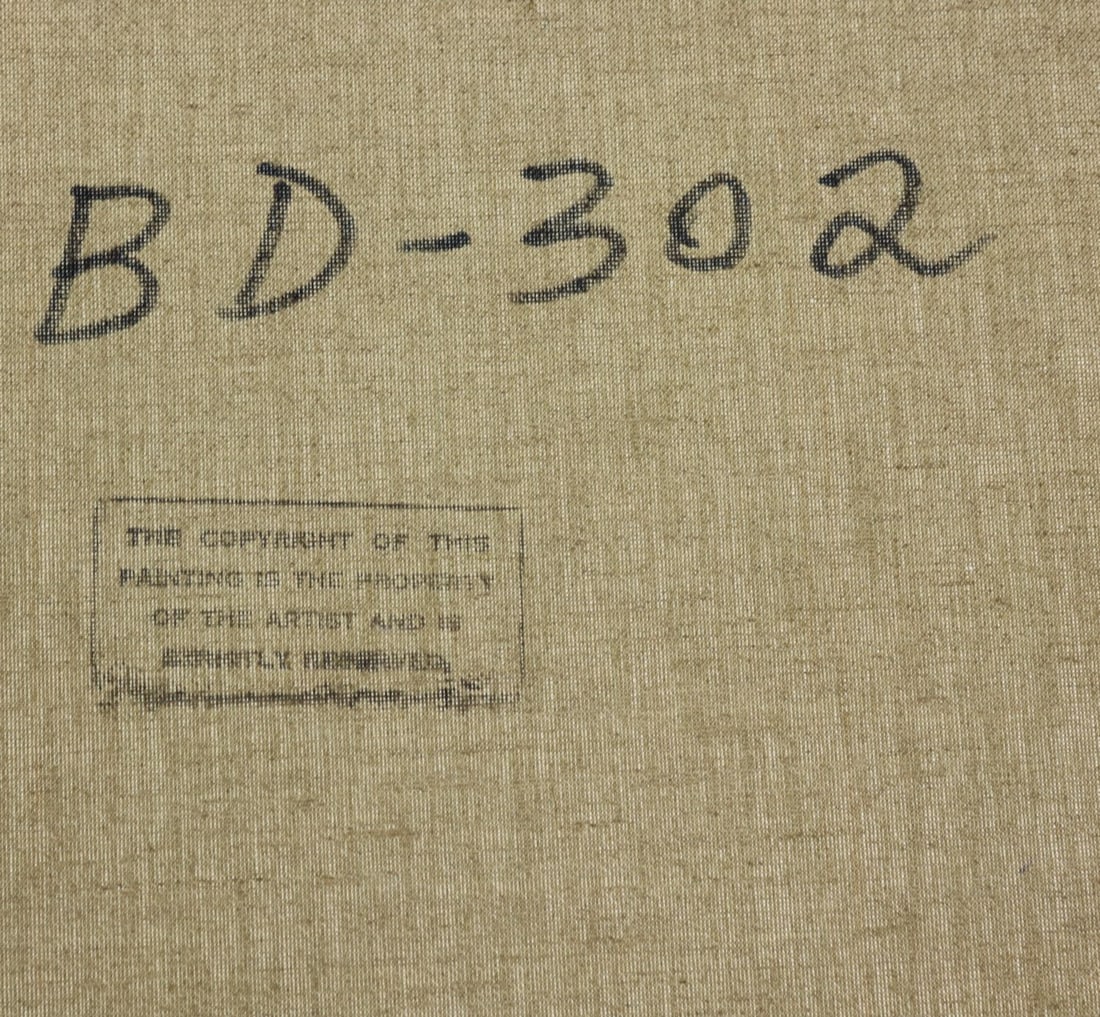 BD-302
THE COPYRIGHT OF THIS
PAINTING IS THE PROPERTY
OF THE ARTIST AND IS
STRICTLY RESERVED